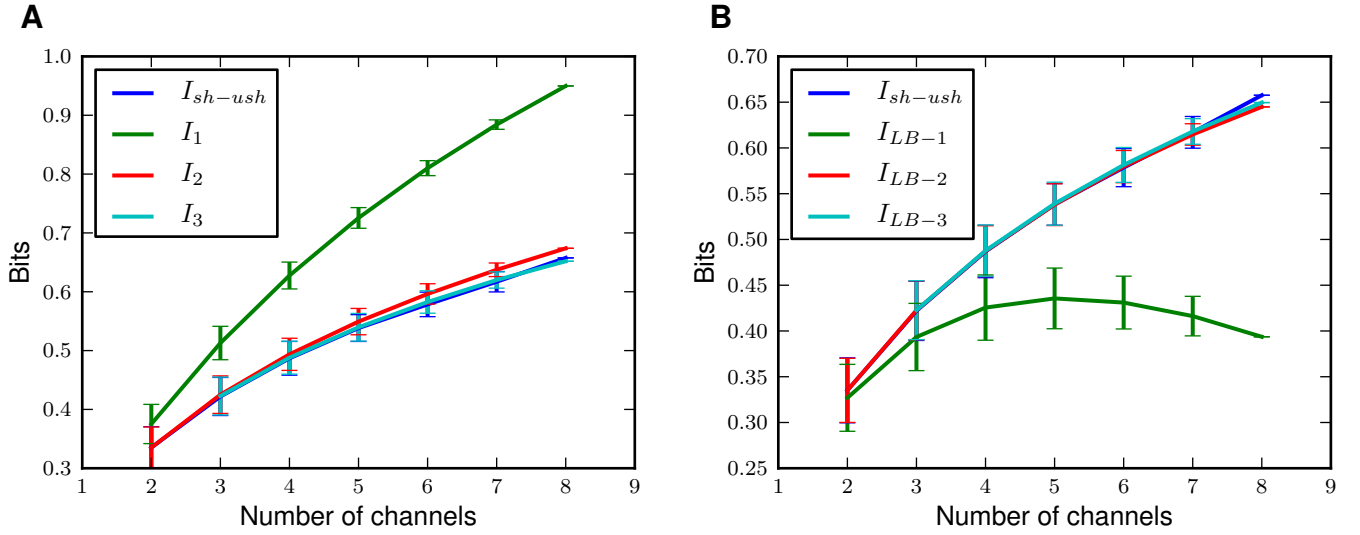 A
Bits
1.0
0.9
0.8
0.7
0.6
0.5
0.4
0.3
I_{sh-ush}
I_1
I_2
I_3
1 2 3 4 5 6 7 8 9
Number of channels
B
Bits
0.70
0.65
0.60
0.55
0.50
0.45
0.40
0.35
0.30
0.25
I_{sh-ush}
I_{LB-1}
I_{LB-2}
I_{LB-3}
1 2 3 4 5 6 7 8 9
Number of channels